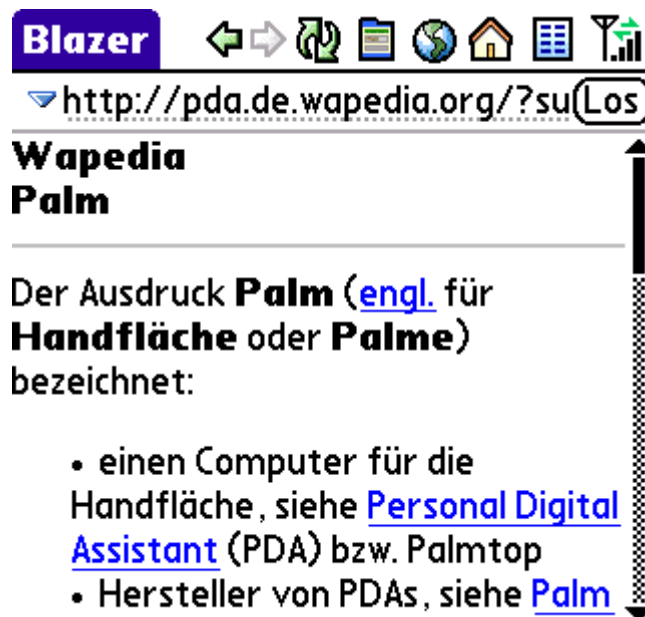 Blazer
http://pda.de.wapedia.org/?su Los
Wapedia
Palm
Der Ausdruck Palm (engl. für
Handfläche oder Palme)
bezeichnet:
• einen Computer für die
Handfläche, siehe Personal Digital
Assistant (PDA) bzw. Palmtop
• Hersteller von PDAs, siehe Palm